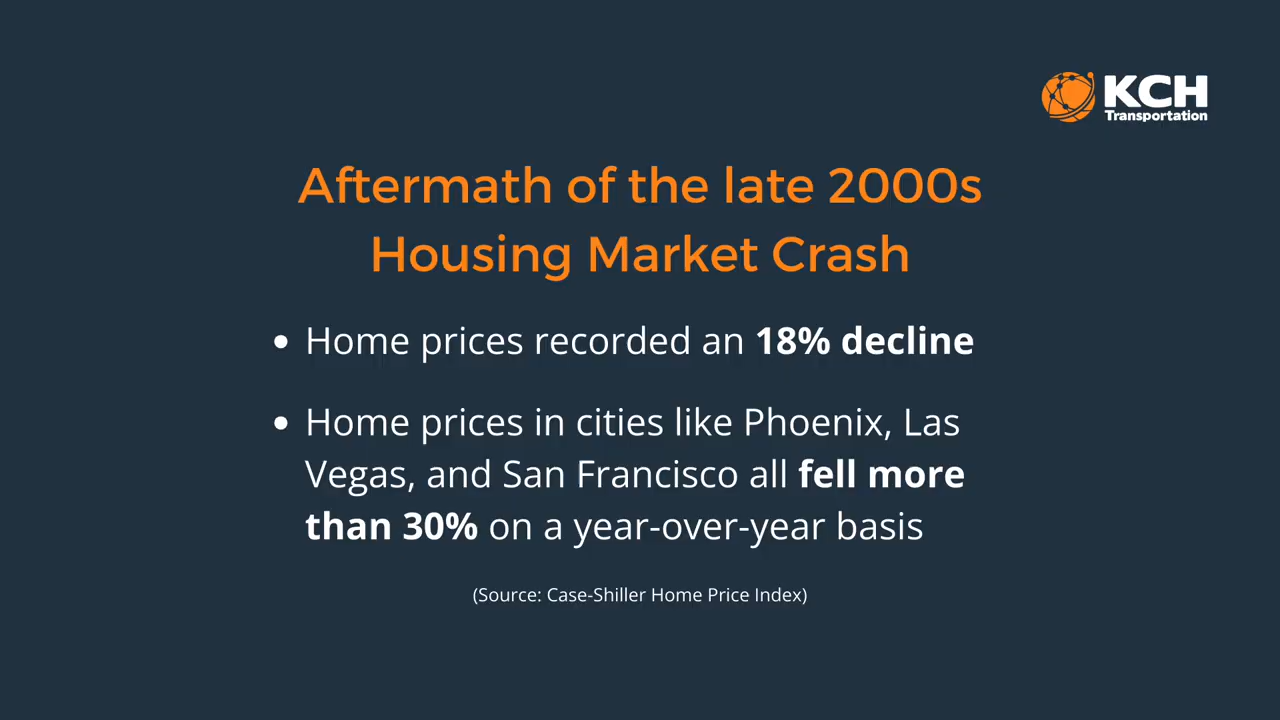 KCH
Transportation
Aftermath of the late 2000s
Housing Market Crash
• Home prices recorded an 18% decline
• Home prices in cities like Phoenix, Las
Vegas, and San Francisco all fell more
than 30% on a year-over-year basis
(Source: Case-Shiller Home Price Index)